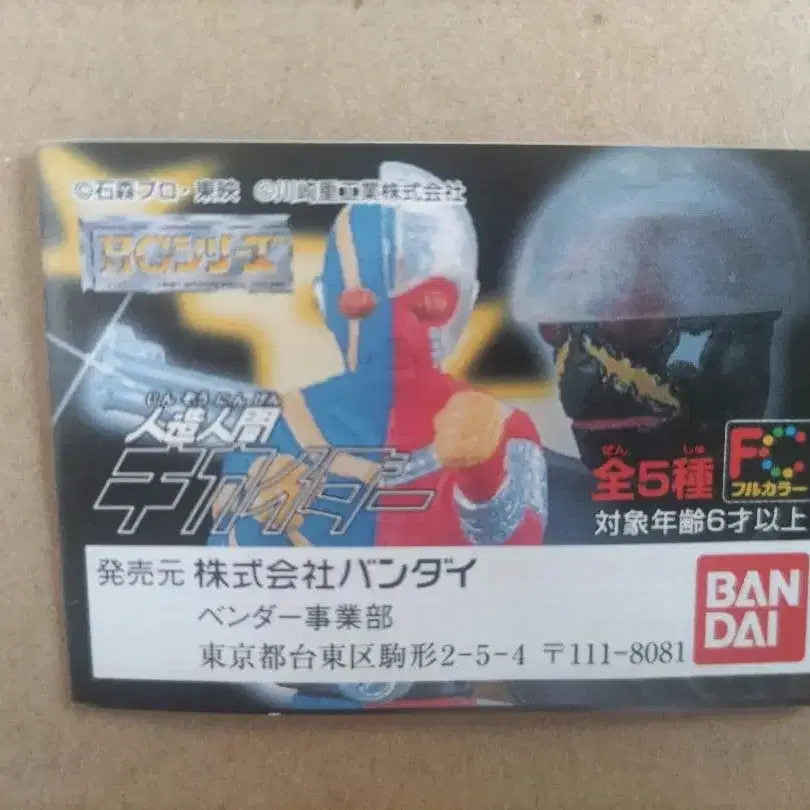 ©石森プロ・東映 ©川崎重工業株式会社
HGシリーズ
じんぞうにんげん
人造人間
キカイダー
ぜん しゅ
全5種
FC
フルカラー
対象年齢6才以上
発売元 株式会社バンダイ
ベンダー事業部
東京都台東区駒形2-5-4 〒111-8081
BAN
DAI